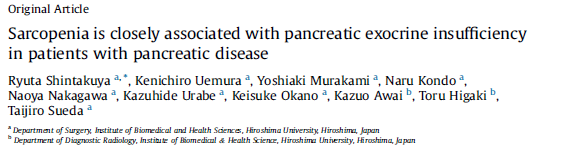 Original Article
Sarcopenia is closely associated with pancreatic exocrine insufficiency
in patients with pancreatic disease
Ryuta Shintakuya a, *, Kenichiro Uemura a, Yoshiaki Murakami a, Naru Kondo a,
Naoya Nakagawa a, Kazuhide Urabe a, Keisuke Okano a, Kazuo Awai b, Toru Higaki b,
Taijiro Sueda a
a Department of Surgery, Institute of Biomedical and Health Sciences, Hiroshima University, Hiroshima, Japan
b Department of Diagnostic Radiology, Institute of Biomedical & Health Science, Hiroshima University, Hiroshima, Japan